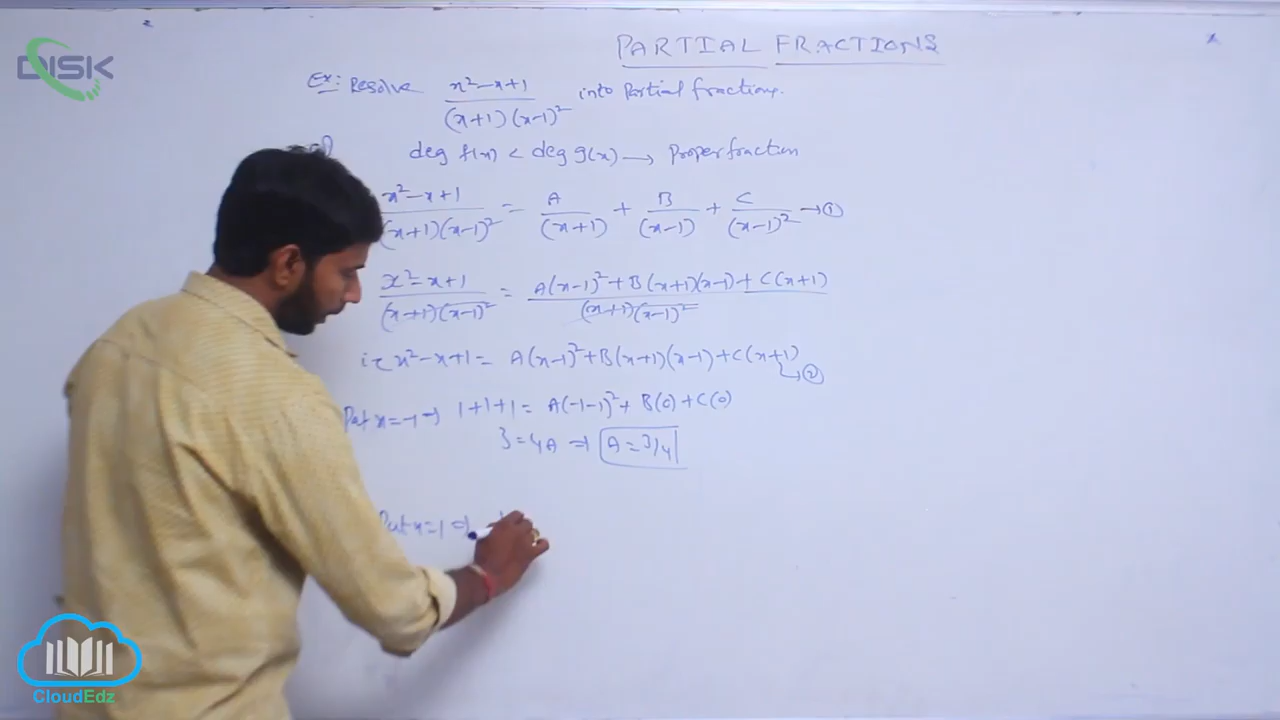 DISK
PARTIAL FRACTIONS
Ex: Resolve x²-x+1/(x+1)(x-1)² into Partial fractions.
deg f(x) < deg g(x) → Proper fraction
x²-x+1/(x+1)(x-1)² = A/(x+1) + B/(x-1) + C/(x-1)² → ①
x²-x+1/(x+1)(x-1)² = A(x-1)²+B(x+1)(x-1)+C(x+1)/(x+1)(x-1)²
i.e x²-x+1 = A(x-1)²+B(x+1)(x-1)+C(x+1) → ②
Put x=-1 ⇒ 1+1+1 = A(-1-1)²+B(0)+C(0)
3=4A ⇒ A=3/4
Put x=1 ⇒
CloudEdz